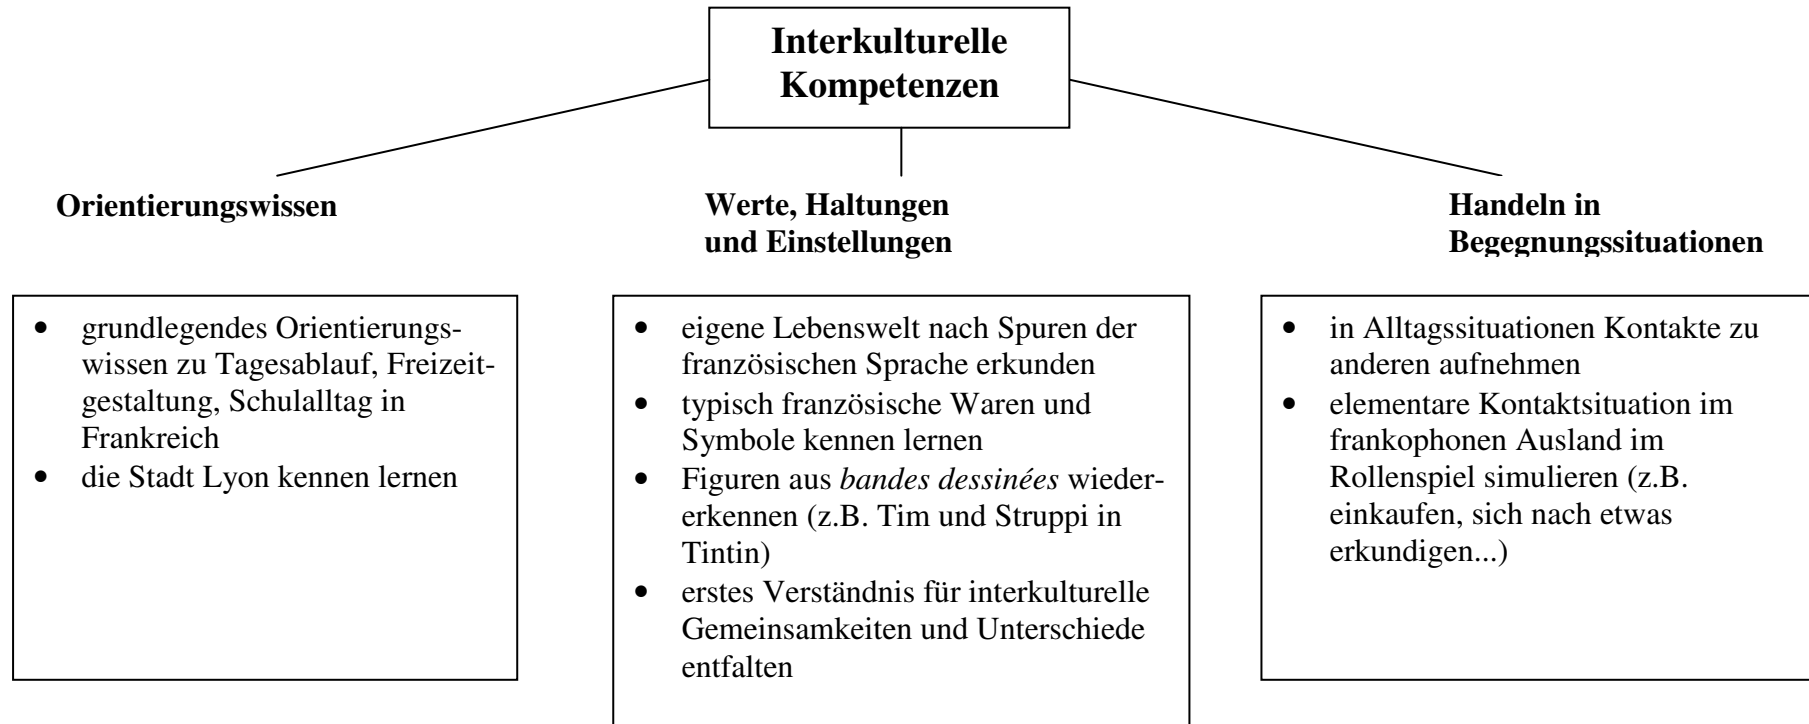 Interkulturelle
Kompetenzen
Orientierungswissen
Werte, Haltungen
und Einstellungen
Handeln in
Begegnungssituationen
• grundlegendes Orientierungs-
wissen zu Tagesablauf, Freizeit-
gestaltung, Schulalltag in
Frankreich
• die Stadt Lyon kennen lernen
• eigene Lebenswelt nach Spuren der
französischen Sprache erkunden
• typisch französische Waren und
Symbole kennen lernen
• Figuren aus bandes dessinées wieder-
erkennen (z.B. Tim und Struppi in
Tintin)
• erstes Verständnis für interkulturelle
Gemeinsamkeiten und Unterschiede
entfalten
• in Alltagssituationen Kontakte zu
anderen aufnehmen
• elementare Kontaktsituation im
frankophonen Ausland im
Rollenspiel simulieren (z.B.
einkaufen, sich nach etwas
erkundigen...)